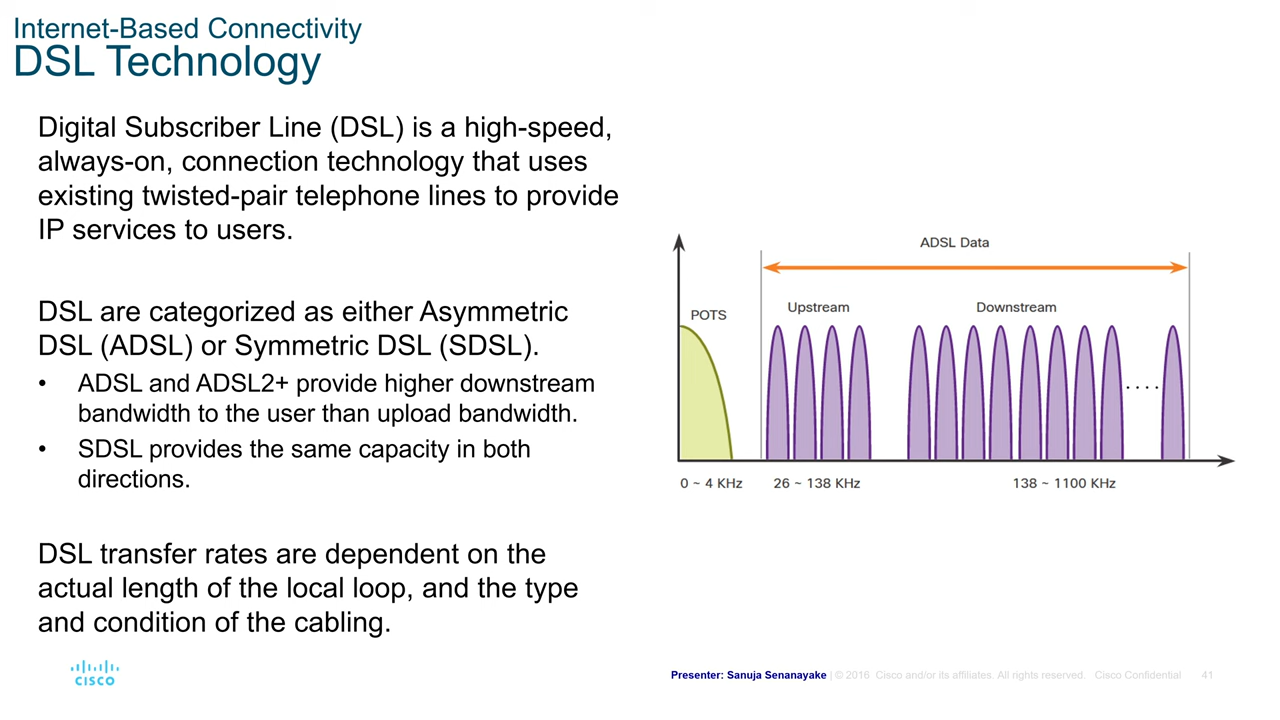 Internet-Based Connectivity
DSL Technology
Digital Subscriber Line (DSL) is a high-speed,
always-on, connection technology that uses
existing twisted-pair telephone lines to provide
IP services to users.
DSL are categorized as either Asymmetric
DSL (ADSL) or Symmetric DSL (SDSL).
• ADSL and ADSL2+ provide higher downstream
bandwidth to the user than upload bandwidth.
• SDSL provides the same capacity in both
directions.
DSL transfer rates are dependent on the
actual length of the local loop, and the type
and condition of the cabling.
ADSL Data
POTS
Upstream
Downstream
0 ~ 4 KHz
26 ~ 138 KHz
138 ~ 1100 KHz
CISCO
Presenter: Sanuja Senanayake | © 2016 Cisco and/or its affiliates. All rights reserved. Cisco Confidential 41